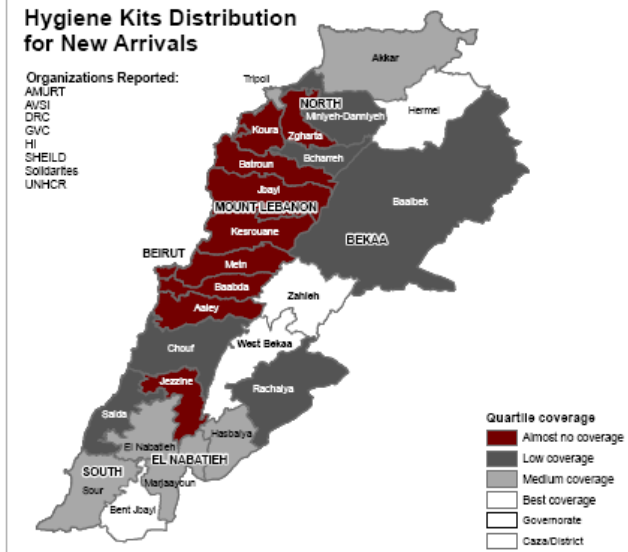 Hygiene Kits Distribution
for New Arrivals
Organizations Reported:
AMURT
AVSI
DRC
GVC
HI
SHEILD
Solidarites
UNHCR
Akkar
Tripoli
NORTH
Hermel
Miniyeh-Danniyeh
Koura
Zgharta
Bcharreh
Batroun
Jbayl
Baalbek
MOUNT LEBANON
Kesrouane
BEKAA
BEIRUT
Metn
Baabda
Zahleh
Aaley
West Bekaa
Chouf
Jezzine
Rachaiya
Saida
Hasbaiya
El Nabatieh
EL NABATIEH
SOUTH
Marjaayoun
Sour
Bent Jbayl
Quartile coverage
Almost no coverage
Low coverage
Medium coverage
Best coverage
Governorate
Caza/District